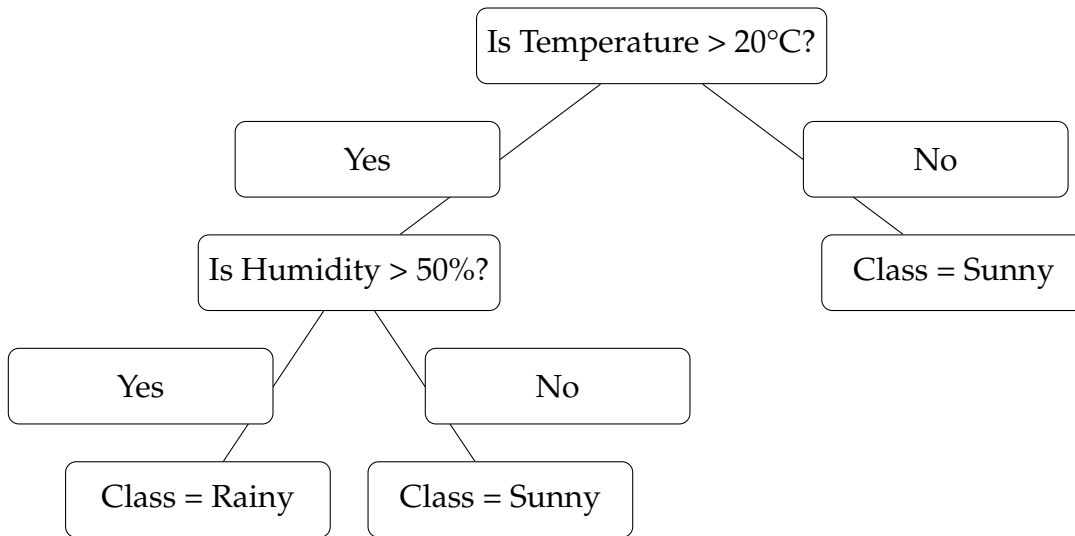 Is Temperature > 20°C?
Yes
No
Is Humidity > 50%?
Class = Sunny
Yes
No
Class = Rainy
Class = Sunny